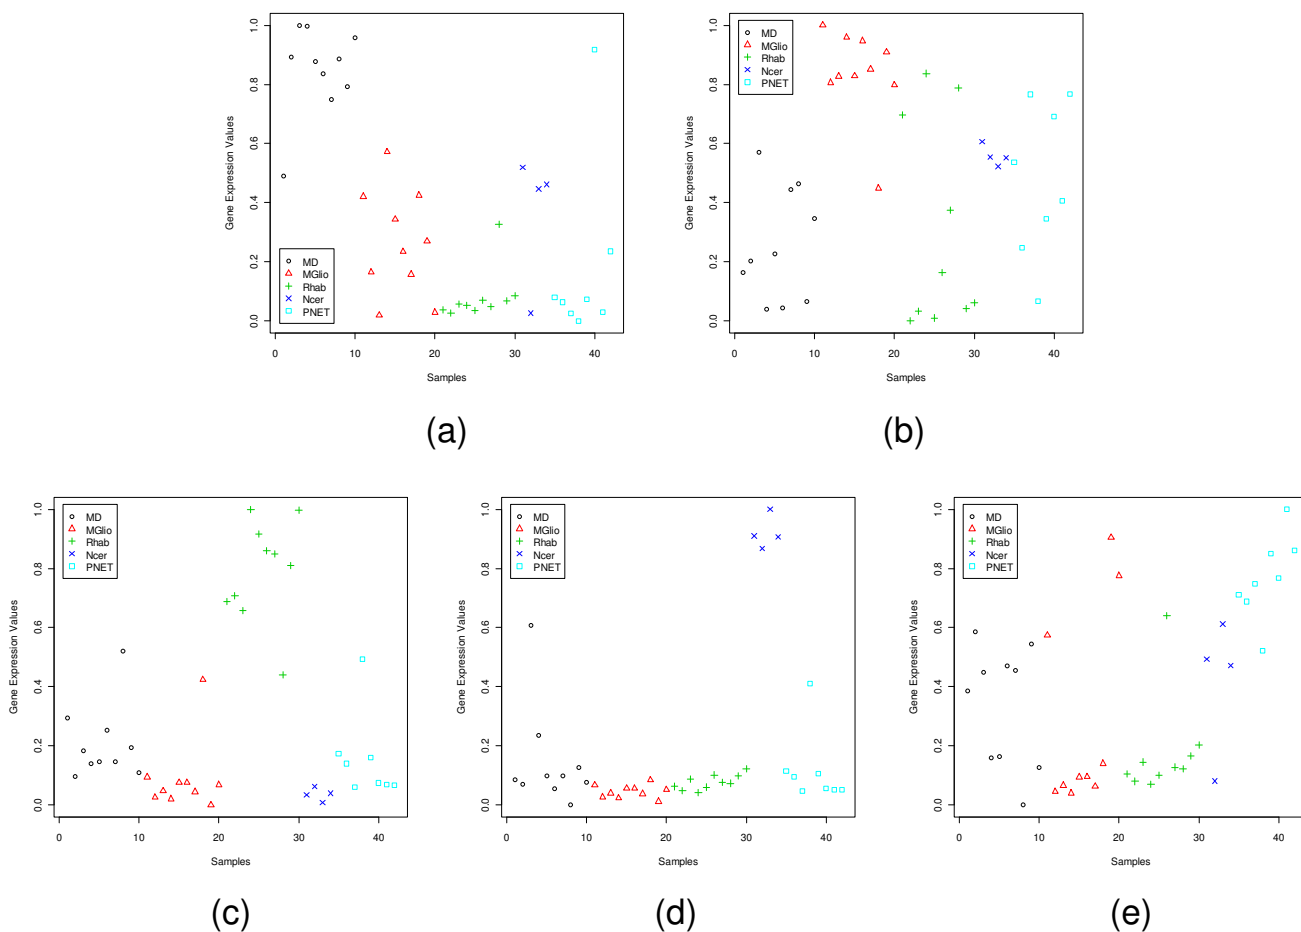 1.0
0.8
0.6
0.4
0.2
0.0
Gene Expression Values
MD
MGlio
Rhab
Ncer
PNET
0 10 20 30 40
Samples
(a)
1.0
0.8
0.6
0.4
0.2
0.0
Gene Expression Values
MD
MGlio
Rhab
Ncer
PNET
0 10 20 30 40
Samples
(b)
1.0
0.8
0.6
0.4
0.2
0.0
Gene Expression Values
MD
MGlio
Rhab
Ncer
PNET
0 10 20 30 40
Samples
(c)
1.0
0.8
0.6
0.4
0.2
0.0
Gene Expression Values
MD
MGlio
Rhab
Ncer
PNET
0 10 20 30 40
Samples
(d)
1.0
0.8
0.6
0.4
0.2
0.0
Gene Expression Values
MD
MGlio
Rhab
Ncer
PNET
0 10 20 30 40
Samples
(e)